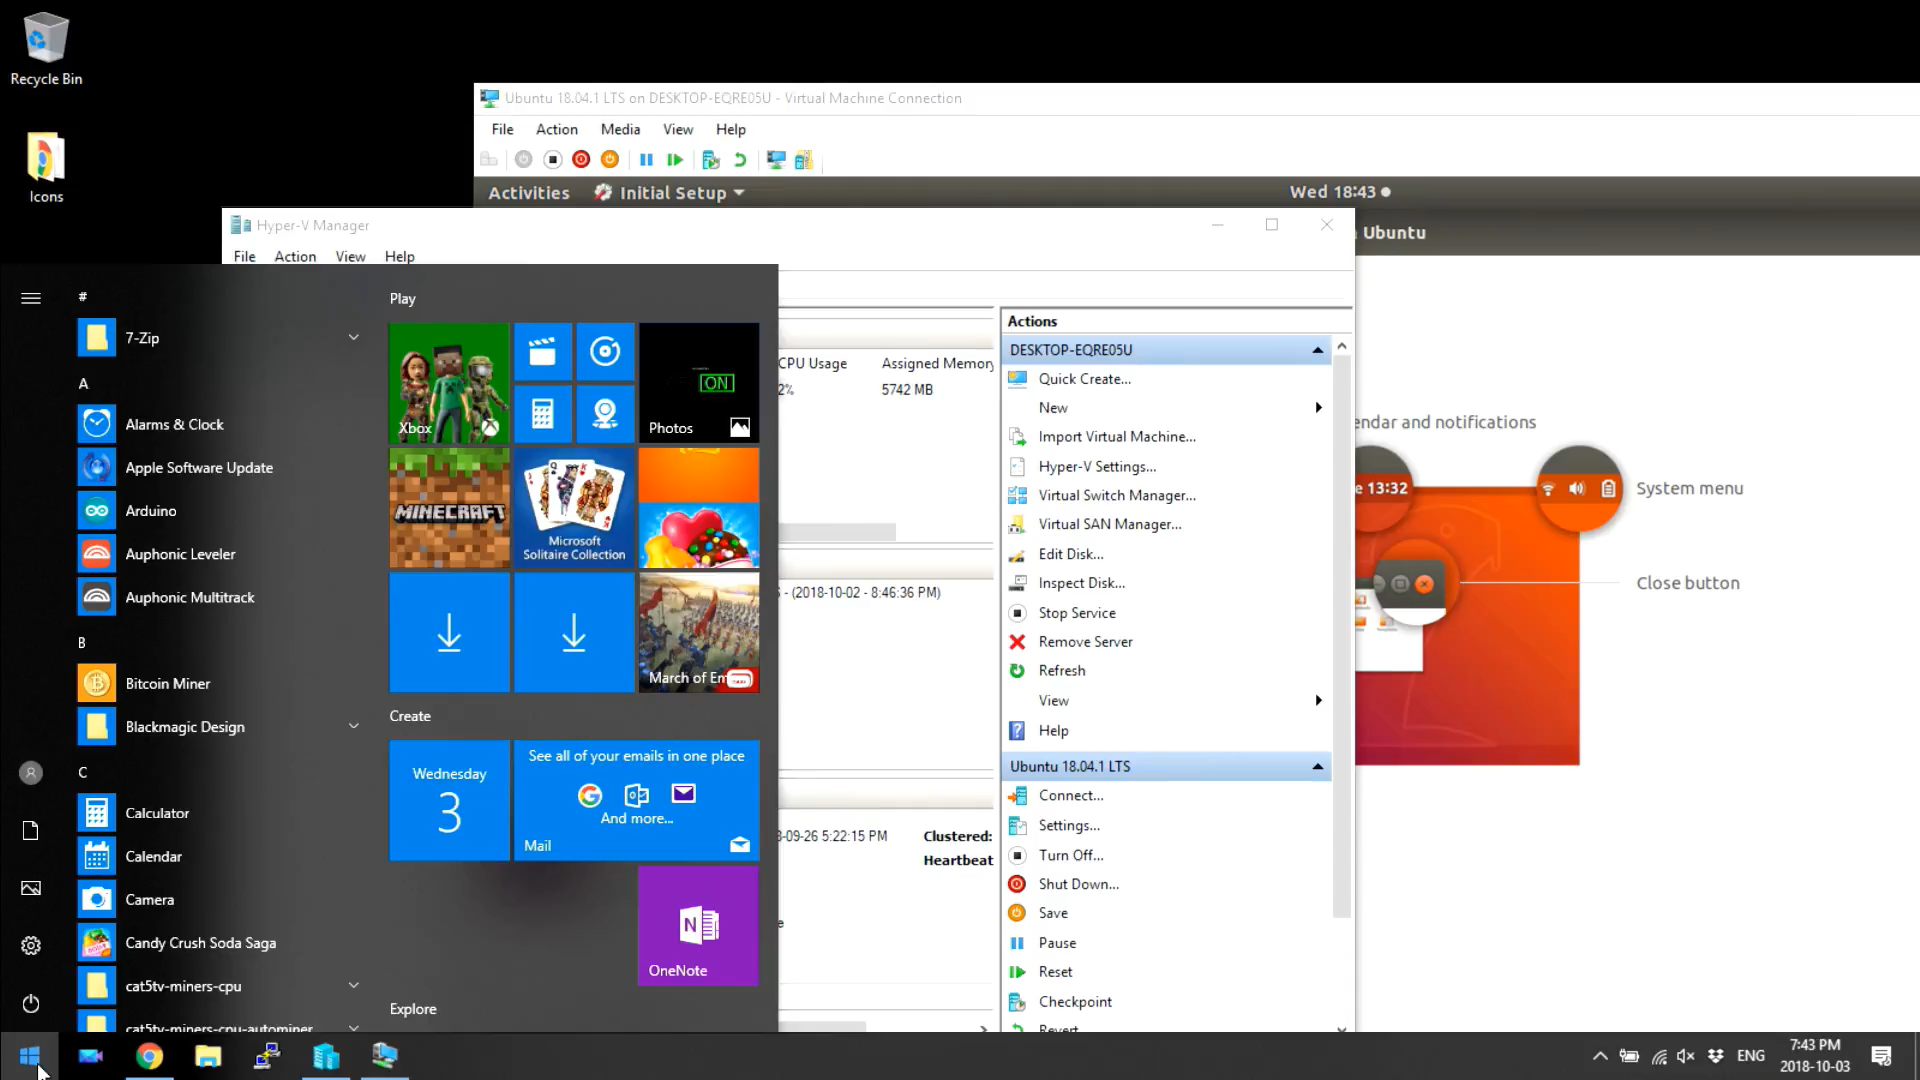 Recycle Bin
Icons
Ubuntu 18.04.1 LTS on DESKTOP-EQRE05U - Virtual Machine Connection
File Action Media View Help
Activities Initial Setup Wed 18:43
Ubuntu
Hyper-V Manager
File Action View Help
#
7-Zip
A
Alarms & Clock
Apple Software Update
Arduino
Auphonic Leveler
Auphonic Multitrack
B
Bitcoin Miner
Blackmagic Design
C
Calculator
Calendar
Camera
Candy Crush Soda Saga
cat5tv-miners-cpu
cat5tv-miners-cpu-autominer
Play
Xbox
ON
Photos
MINECRAFT
Microsoft
Solitaire Collection
March of Em
Create
Wednesday
3
See all of your emails in one place
And more...
Mail
N
OneNote
Explore
CPU Usage Assigned Memory
2% 5742 MB
S - (2018-10-02 - 8:46:36 PM)
8-09-26 5:22:15 PM Clustered:
Heartbeat
Actions
DESKTOP-EQRE05U
Quick Create...
New
Import Virtual Machine...
Hyper-V Settings...
Virtual Switch Manager...
Virtual SAN Manager...
Edit Disk...
Inspect Disk...
Stop Service
Remove Server
Refresh
View
Help
Ubuntu 18.04.1 LTS
Connect...
Settings...
Turn Off...
Shut Down...
Save
Pause
Reset
Checkpoint
Revert
endar and notifications
e 13:32
System menu
Close button
ENG
7:43 PM
2018-10-03